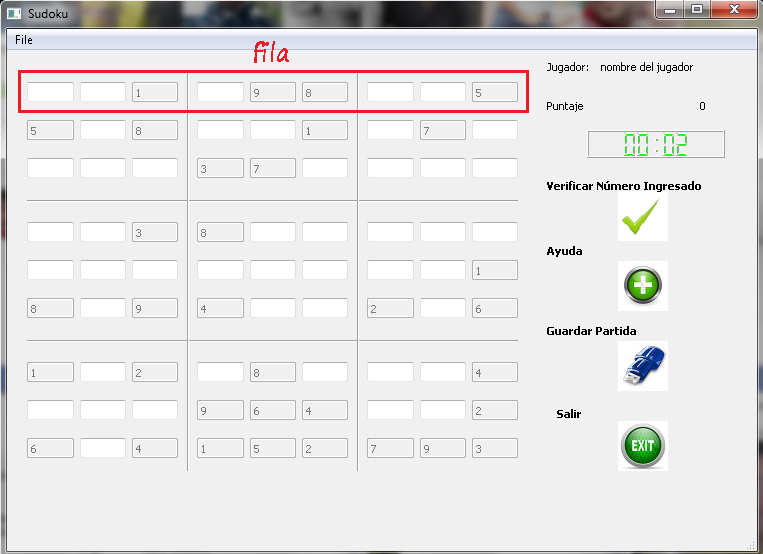 Sudoku
File
fila
1 9 8 5
5 8 1 7
3 7
3 8
1
8 9 4 2 6
1 2 8 4
9 6 4 2
6 4 1 5 2 7 9 3
Jugador: nombre del jugador
Puntaje 0
00:02
Verificar Número Ingresado
Ayuda
Guardar Partida
Salir
EXIT